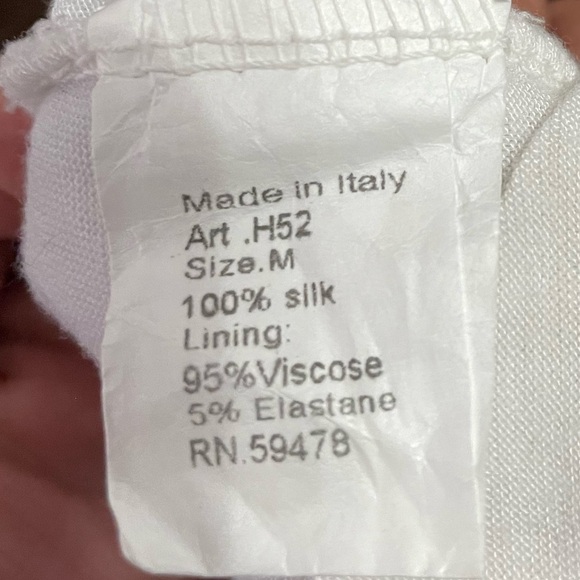 Made in Italy
Art .H52
Size.M
100% silk
Lining:
95%Viscose
5% Elastane
RN.59478